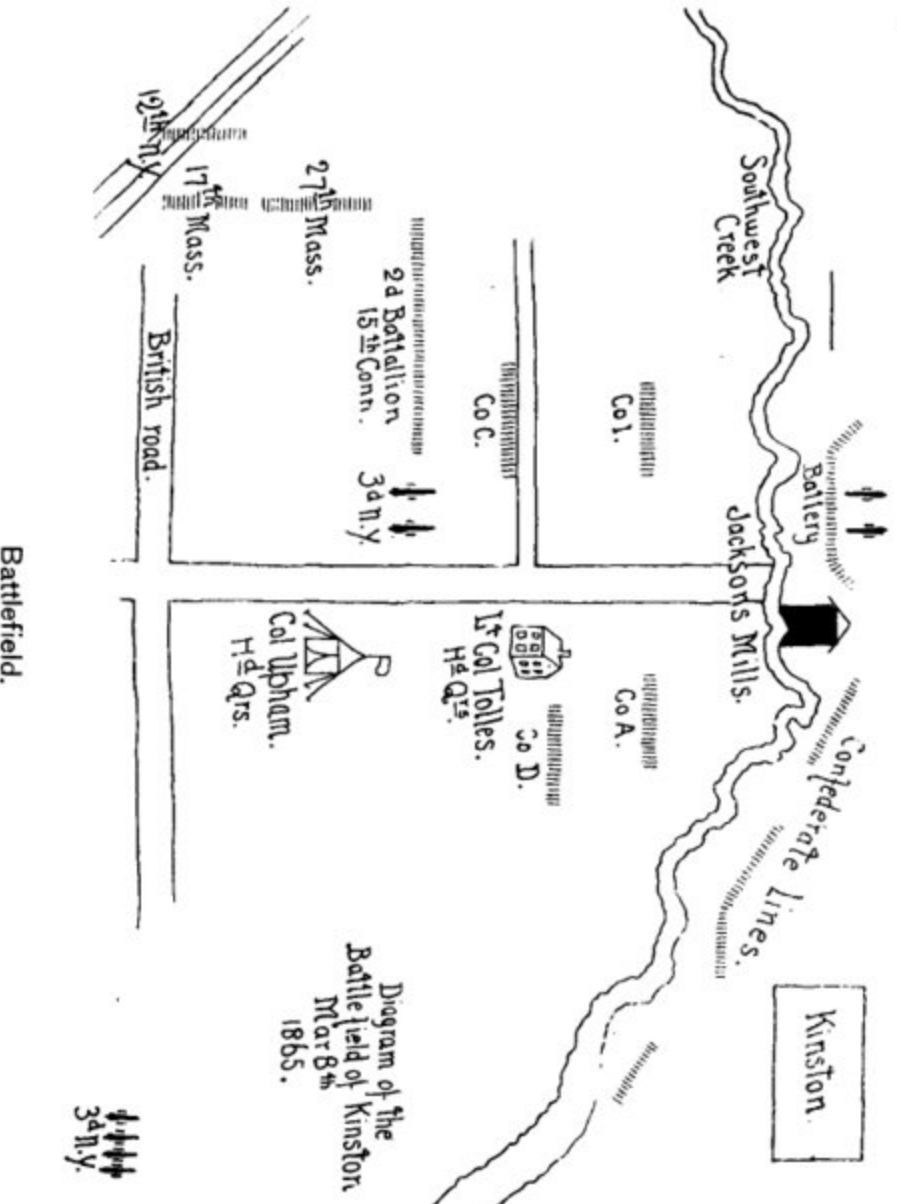 Battery
Confederate Lines.
Kinston.
Southwest
Creek
Jacksons Mills.
Co I.
Co A.
Co C.
Co D.
Lt Col Tolles.
Hd Qrs.
2d Battallion
15th Conn.
3d n.y.
27th Mass.
17th Mass.
12th n.y.
Col Upham.
Hd Qrs.
Diagram of the
Battlefield of Kinston
Mar 8th
1865.
British road.
3d n.y.
Battlefield.